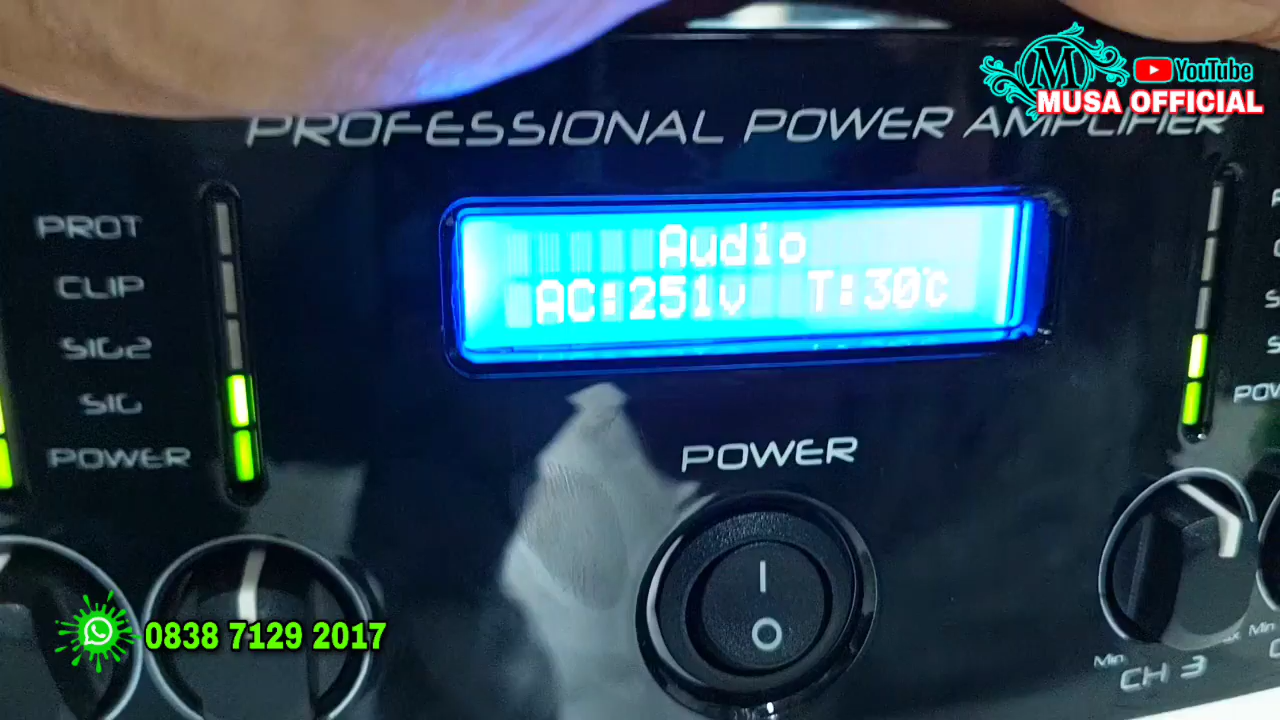 M
YouTube
MUSA OFFICIAL
PROFESSIONAL POWER AMPLIFIER
PROT
CLIP
SIG2
SIG
POWER
Audio
AC:251v T:30°C
POWER
I
O
Min
CH 3
Min
0838 7129 2017